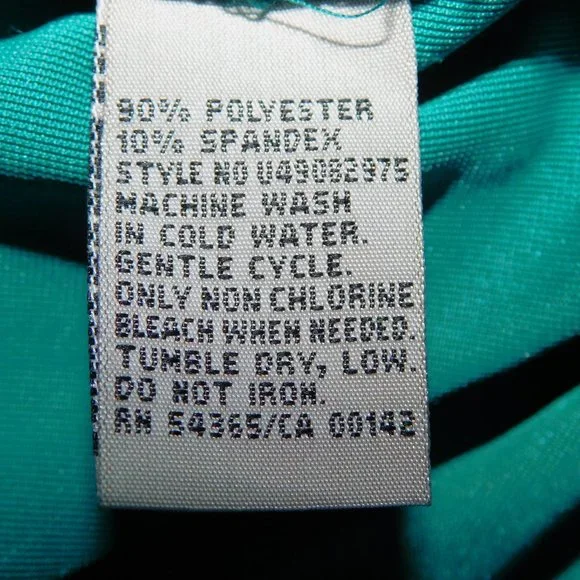 90% POLYESTER
10% SPANDEX
STYLE NO U49082975
MACHINE WASH
IN COLD WATER.
GENTLE CYCLE.
ONLY NON CHLORINE
BLEACH WHEN NEEDED.
TUMBLE DRY, LOW.
DO NOT IRON.
RN 54365/CA 00142